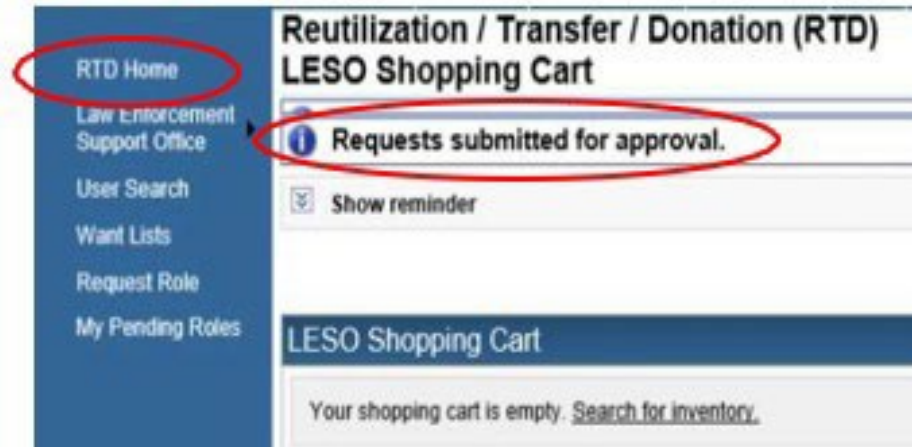 Reutilization / Transfer / Donation (RTD)
LESO Shopping Cart
RTD Home
Law Enforcement
Support Office
User Search
Want Lists
Request Role
My Pending Roles
Requests submitted for approval.
Show reminder
LESO Shopping Cart
Your shopping cart is empty. Search for inventory.